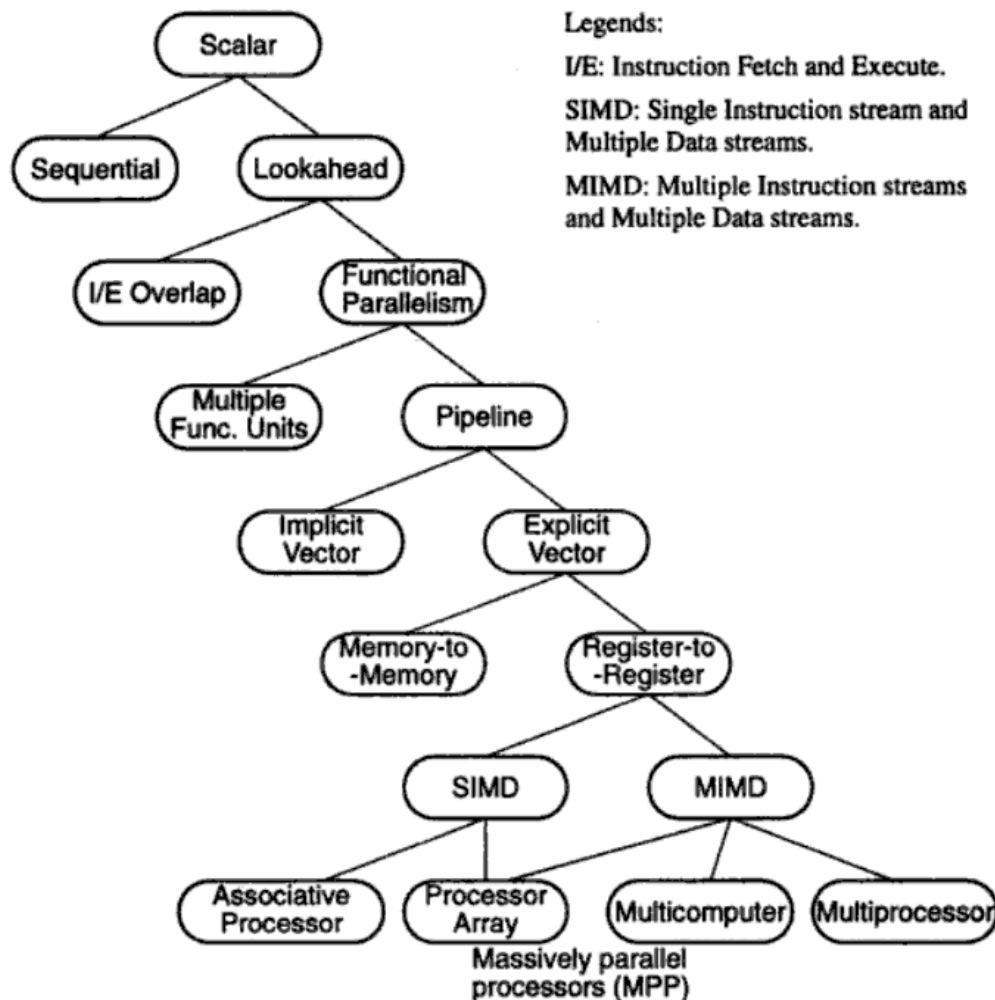 Scalar
Legends:
I/E: Instruction Fetch and Execute.
SIMD: Single Instruction stream and
Multiple Data streams.
MIMD: Multiple Instruction streams
and Multiple Data streams.
Sequential
Lookahead
I/E Overlap
Functional
Parallelism
Multiple
Func. Units
Pipeline
Implicit
Vector
Explicit
Vector
Memory-to
-Memory
Register-to
-Register
SIMD
MIMD
Associative
Processor
Processor
Array
Multicomputer
Multiprocessor
Massively parallel
processors (MPP)